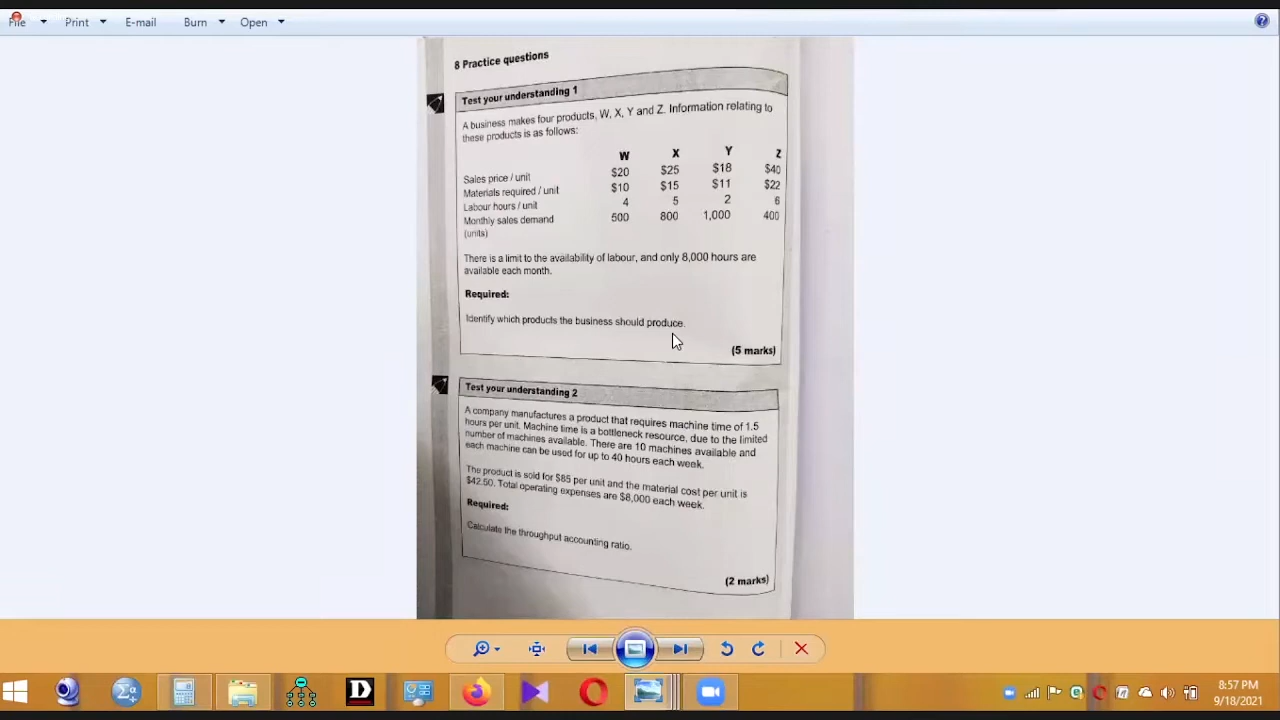 File Print E-mail Burn Open
8 Practice questions
Test your understanding 1
A business makes four products, W, X, Y and Z. Information relating to
these products is as follows:
W X Y Z
Sales price / unit $20 $25 $18 $40
Materials required / unit $10 $15 $11 $22
Labour hours / unit 4 5 2 6
Monthly sales demand 500 800 1,000 400
(units)
There is a limit to the availability of labour, and only 8,000 hours are
available each month.
Required:
Identify which products the business should produce.
(5 marks)
Test your understanding 2
A company manufactures a product that requires machine time of 1.5
hours per unit. Machine time is a bottleneck resource, due to the limited
number of machines available. There are 10 machines available and
each machine can be used for up to 40 hours each week.
The product is sold for $85 per unit and the material cost per unit is
$42.50. Total operating expenses are $8,000 each week.
Required:
Calculate the throughput accounting ratio.
(2 marks)
8:57 PM
9/18/2021